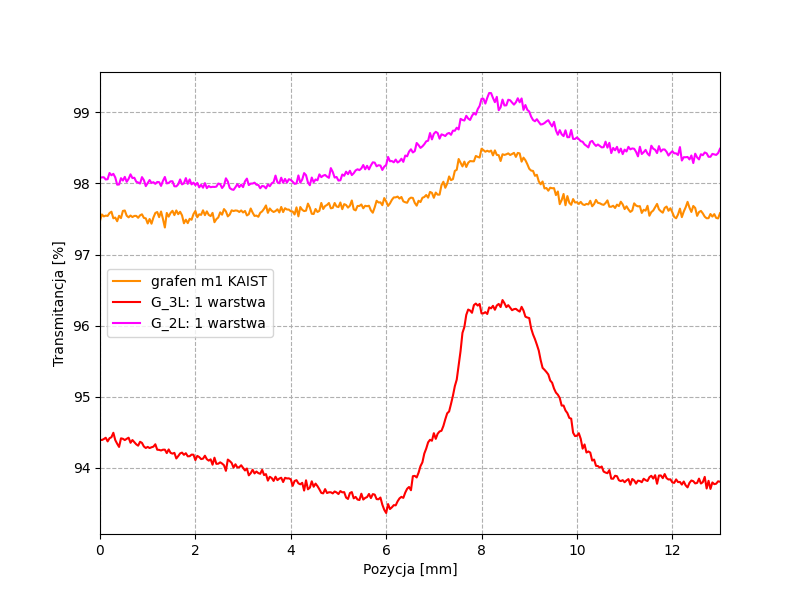 99
98
97
96
95
94
Transmitancja [%]
grafen m1 KAIST
G_3L: 1 warstwa
G_2L: 1 warstwa
0 2 4 6 8 10 12
Pozycja [mm]